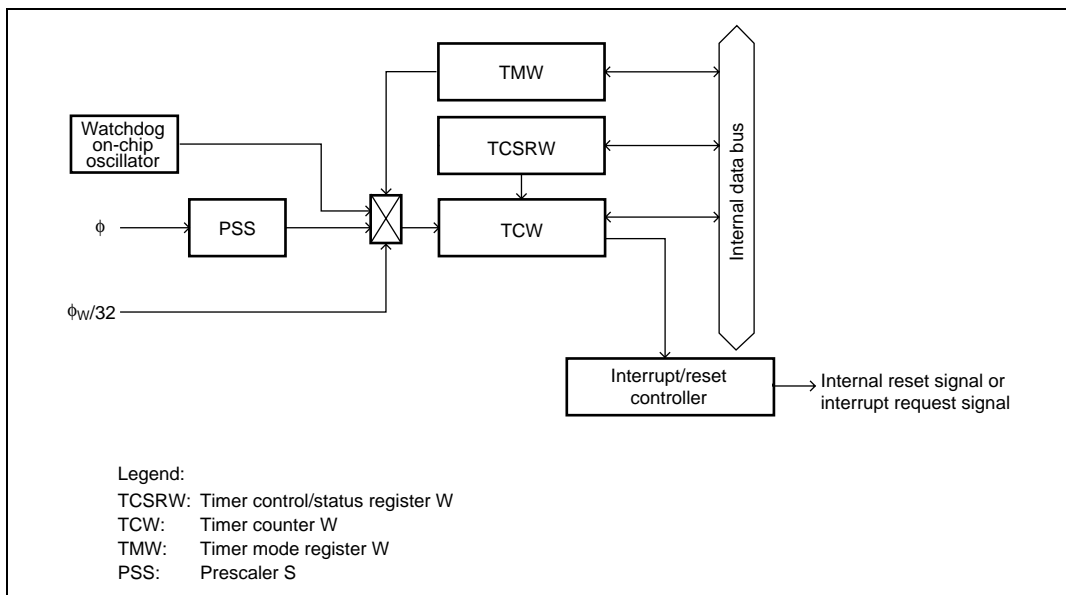 TMW
Watchdog
on-chip
oscillator
TCSRW
Internal data bus
ϕ
PSS
TCW
ϕW/32
Interrupt/reset
controller
Internal reset signal or
interrupt request signal
Legend:
TCSRW: Timer control/status register W
TCW: Timer counter W
TMW: Timer mode register W
PSS: Prescaler S